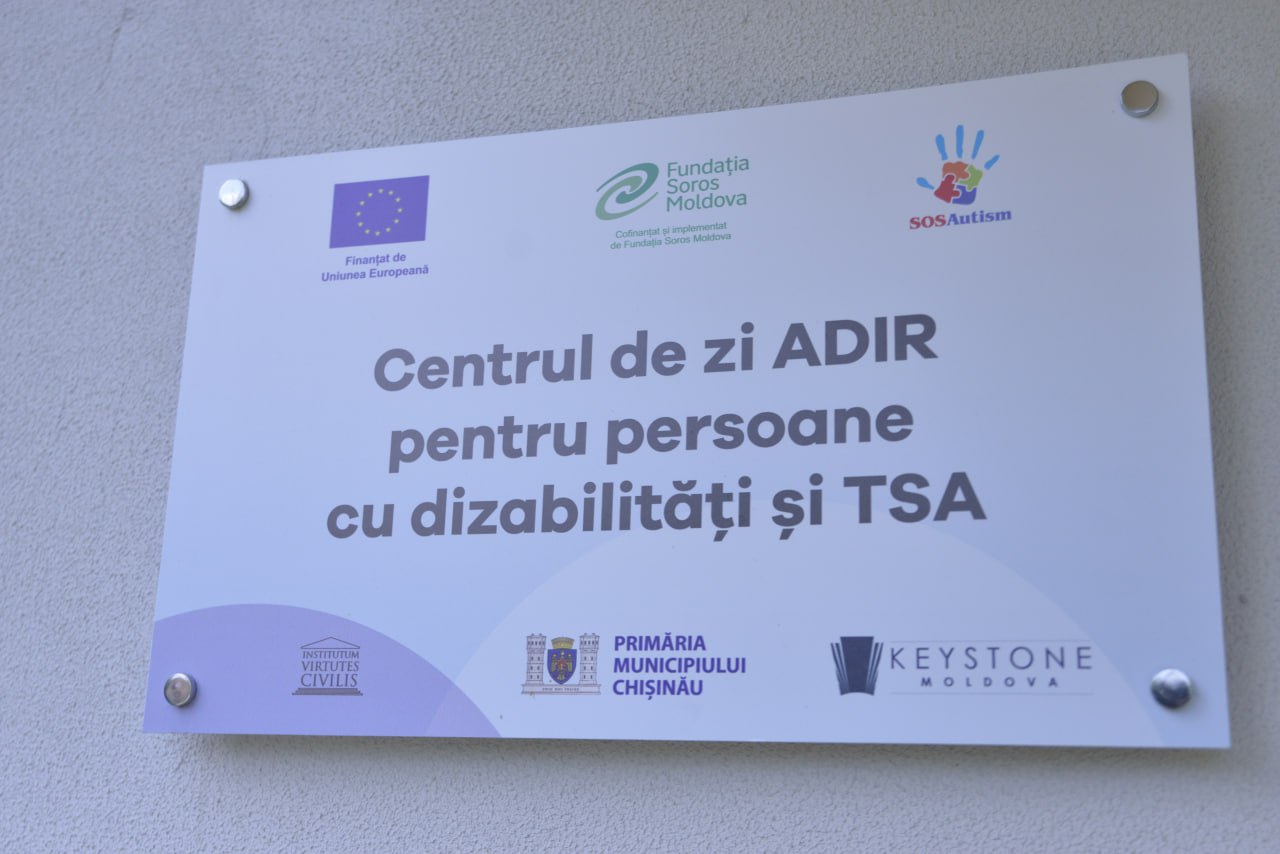 Finanțat de
Uniunea Europeană
Fundația
Soros
Moldova
Cofinanțat și implementat
de Fundația Soros Moldova
SOSAutism
Centrul de zi ADIR
pentru persoane
cu dizabilități și TSA
INSTITUTUM
VIRTUTES
CIVILIS
PRIMĂRIA
MUNICIPIULUI
CHIȘINĂU
KEYSTONE
MOLDOVA